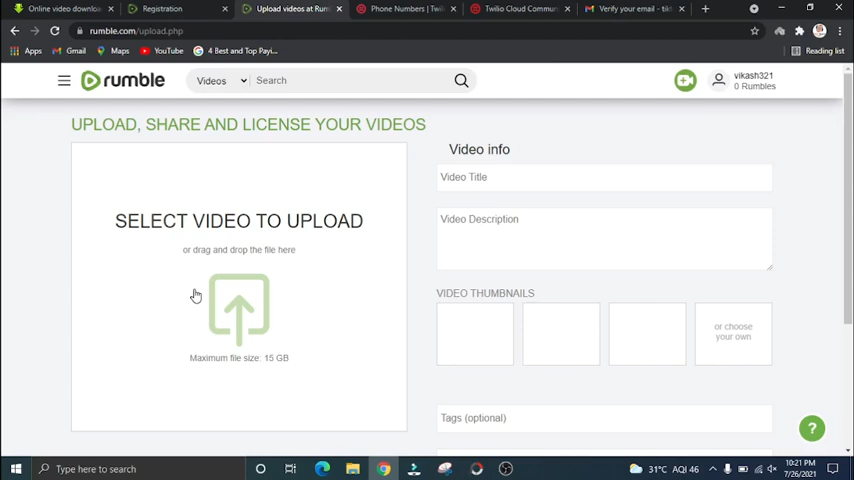 Online video downloa
Registration
Upload videos at Rumb
Phone Numbers | Twil
Twilio Cloud Commun
Verify your email - tikt
rumble.com/upload.php
Apps
Gmail
Maps
YouTube
4 Best and Top Payi...
Reading list
rumble
Videos
Search
vikash321
0 Rumbles
UPLOAD, SHARE AND LICENSE YOUR VIDEOS
SELECT VIDEO TO UPLOAD
or drag and drop the file here
Maximum file size: 15 GB
Video info
Video Title
Video Description
VIDEO THUMBNAILS
or choose
your own
Tags (optional)
?
Type here to search
31°C AQI 46
10:21 PM
7/26/2021